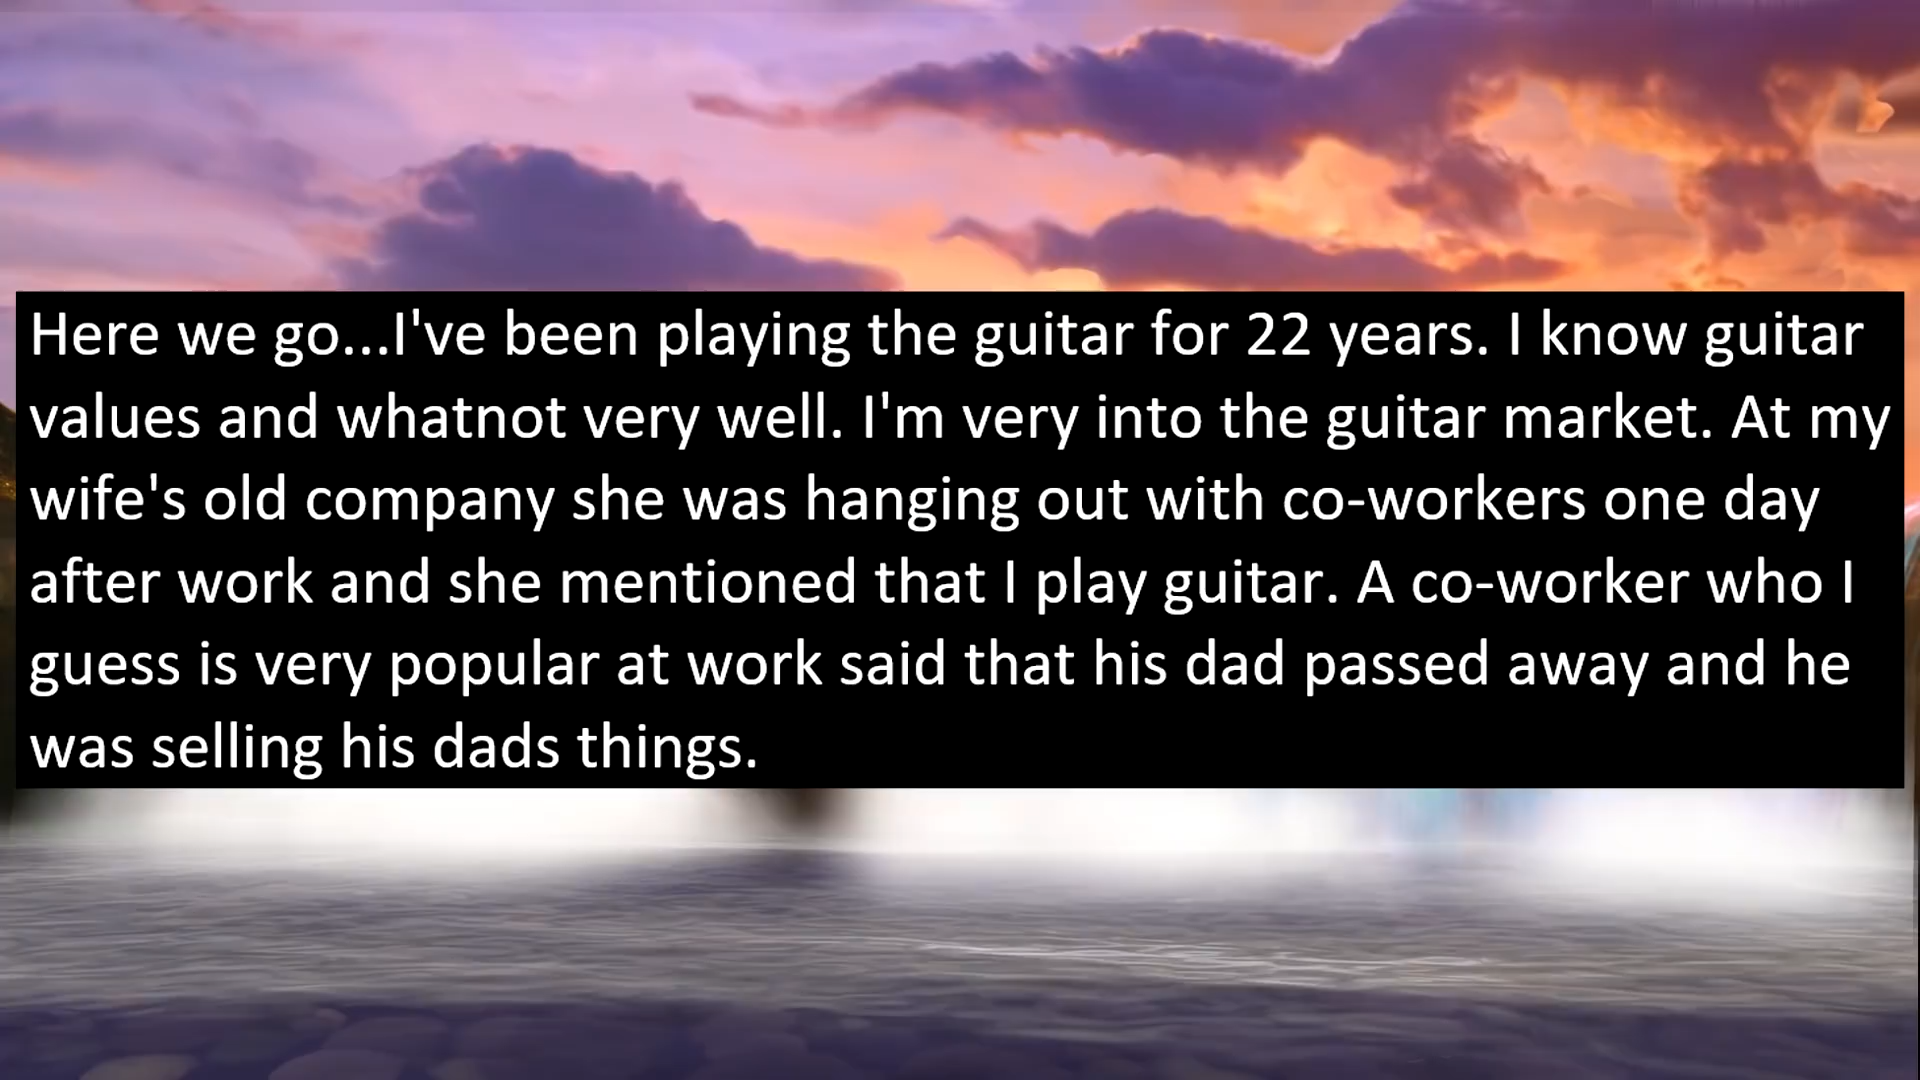 Here we go...I've been playing the guitar for 22 years. I know guitar
values and whatnot very well. I'm very into the guitar market. At my
wife's old company she was hanging out with co-workers one day
after work and she mentioned that I play guitar. A co-worker who I
guess is very popular at work said that his dad passed away and he
was selling his dads things.